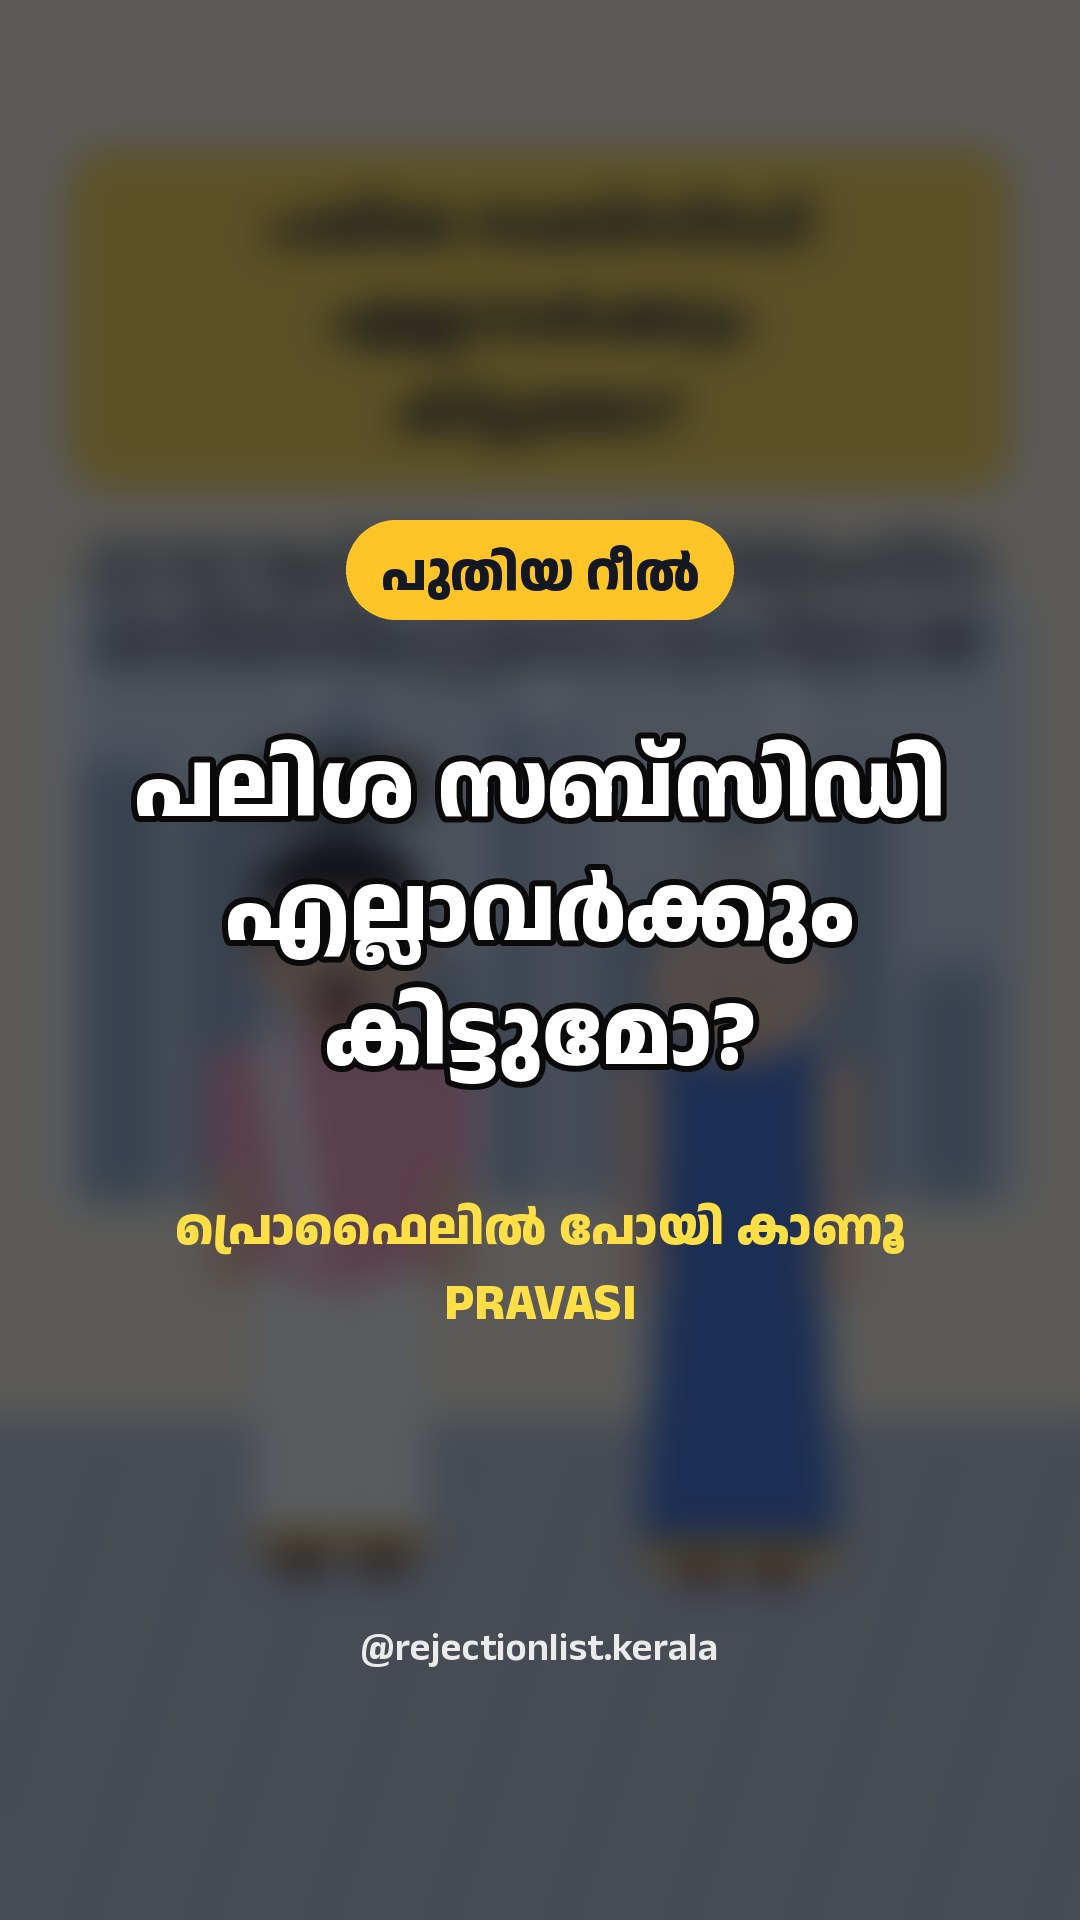 പുതിയ റീൽ
പലിശ സബ്സിഡി
എല്ലാവർക്കും
കിട്ടുമോ?
പ്രൊഫൈലിൽ പോയി കാണൂ
PRAVASI
@rejectionlist.kerala